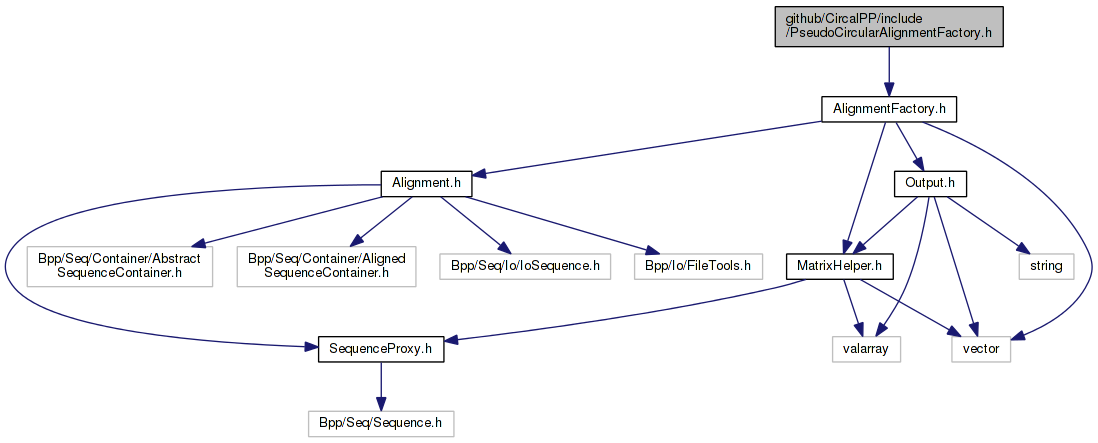 github/CircalPP/include
/PseudoCircularAlignmentFactory.h
AlignmentFactory.h
Alignment.h
Output.h
Bpp/Seq/Container/Abstract
SequenceContainer.h
Bpp/Seq/Container/Aligned
SequenceContainer.h
Bpp/Seq/Io/IoSequence.h
Bpp/Io/FileTools.h
MatrixHelper.h
string
SequenceProxy.h
valarray
vector
Bpp/Seq/Sequence.h